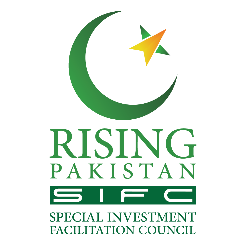 RISING
PAKISTAN
SIFC
SPECIAL INVESTMENT
FACILITATION COUNCIL